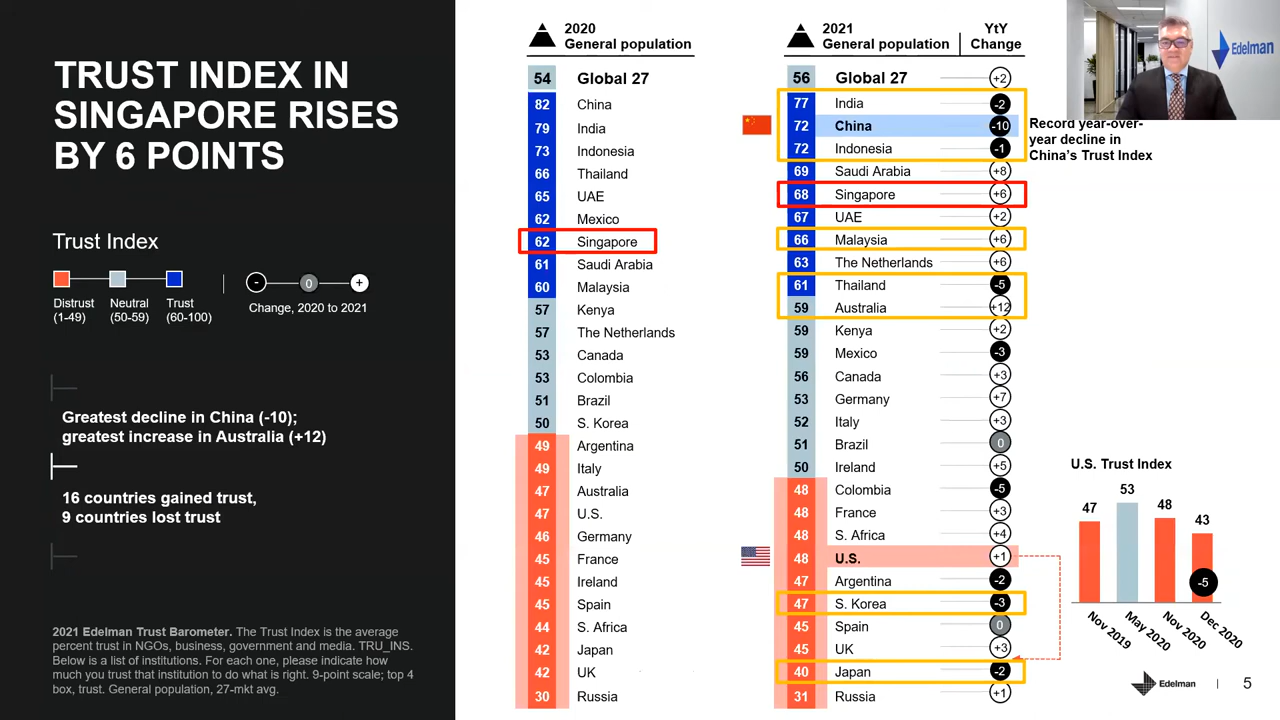 TRUST INDEX IN
SINGAPORE RISES
BY 6 POINTS
Trust Index
Distrust
(1-49)
Neutral
(50-59)
Trust
(60-100)
- 0 +
Change, 2020 to 2021
Greatest decline in China (-10);
greatest increase in Australia (+12)
16 countries gained trust,
9 countries lost trust
2021 Edelman Trust Barometer. The Trust Index is the average
percent trust in NGOs, business, government and media. TRU_INS.
Below is a list of institutions. For each one, please indicate how
much you trust that institution to do what is right. 9-point scale; top 4
box, trust. General population, 27-mkt avg.
2020
General population
54 Global 27
82 China
79 India
73 Indonesia
66 Thailand
65 UAE
62 Mexico
62 Singapore
61 Saudi Arabia
60 Malaysia
57 Kenya
57 The Netherlands
53 Canada
53 Colombia
51 Brazil
50 S. Korea
49 Argentina
49 Italy
47 Australia
47 U.S.
46 Germany
45 France
45 Ireland
45 Spain
44 S. Africa
42 Japan
42 UK
30 Russia
2021
General population
YtY
Change
56 Global 27 +2
77 India -2
72 China -10
72 Indonesia -1
69 Saudi Arabia +8
68 Singapore +6
67 UAE +2
66 Malaysia +6
63 The Netherlands +6
61 Thailand -5
59 Australia +12
59 Kenya +2
59 Mexico -3
56 Canada +3
53 Germany +7
52 Italy +3
51 Brazil 0
50 Ireland +5
48 Colombia -5
48 France +3
48 S. Africa +4
48 U.S. +1
47 Argentina -2
47 S. Korea -3
45 Spain 0
45 UK +3
40 Japan -2
31 Russia +1
Edelman
Record year-over-
year decline in
China's Trust Index
U.S. Trust Index
47
53
48
43
-5
Nov 2019
May 2020
Nov 2020
Dec 2020
Edelman
5